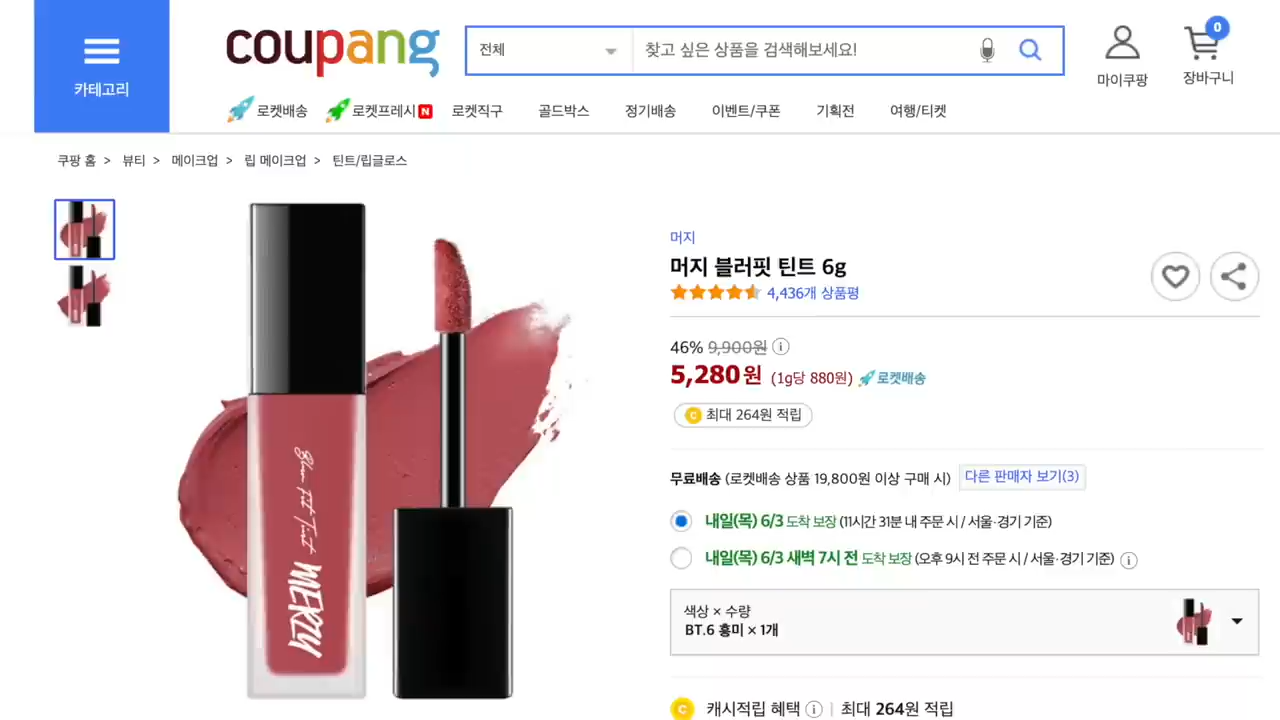 카테고리
coupang
전체
찾고 싶은 상품을 검색해보세요!
마이쿠팡
0
장바구니
로켓배송
로켓프레시 N
로켓직구
골드박스
정기배송
이벤트/쿠폰
기획전
여행/티켓
쿠팡 홈 > 뷰티 > 메이크업 > 립 메이크업 > 틴트/립글로스
Blur Fit Tint
MERZY
머지
머지 블러핏 틴트 6g
4,436개 상품평
46% 9,900원 i
5,280원 (1g당 880원) 로켓배송
C 최대 264원 적립
무료배송 (로켓배송 상품 19,800원 이상 구매 시) 다른 판매자 보기(3)
내일(목) 6/3 도착 보장 (11시간 31분 내 주문 시 / 서울·경기 기준)
내일(목) 6/3 새벽 7시 전 도착 보장 (오후 9시 전 주문 시 / 서울·경기 기준) i
색상 × 수량
BT.6 흥미 × 1개
C 캐시적립 혜택 i | 최대 264원 적립